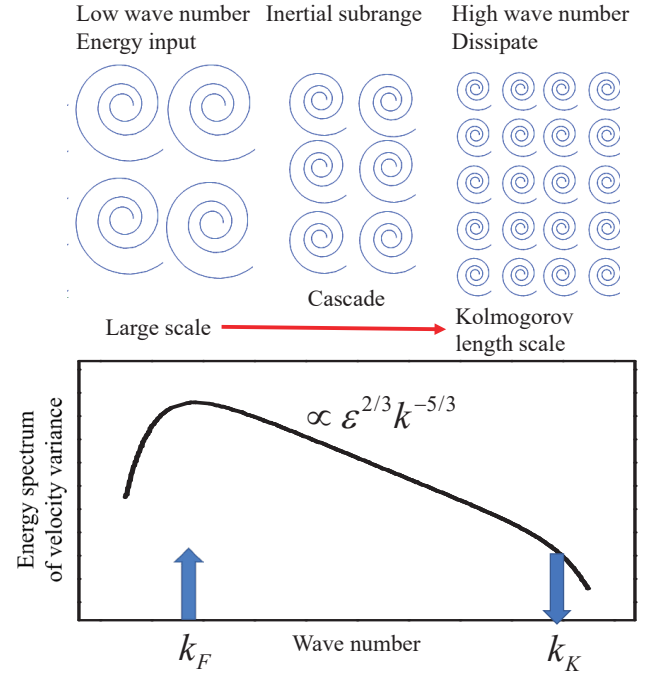 Low wave number
Energy input
Inertial subrange
High wave number
Dissipate
Cascade
Large scale
Kolmogorov
length scale
∝ ε^{2/3} k^{-5/3}
Energy spectrum
of velocity variance
k_F
Wave number
k_K